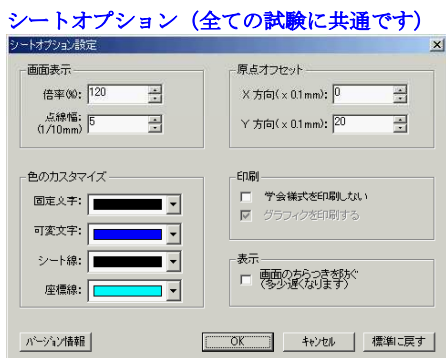 シートオプション（全ての試験に共通です）
シートオプション設定
画面表示
倍率(%): 120
点線幅:
(1/10mm) 5
原点オフセット
X 方向(×0.1mm): 0
Y 方向(×0.1mm): 20
色のカスタマイズ
固定文字:
可変文字:
シート線:
座標線:
印刷
学会様式を印刷しない
グラフィクを印刷する
表示
画面のちらつきを防ぐ
(多少遅くなります)
バージョン情報
OK
キャンセル
標準に戻す